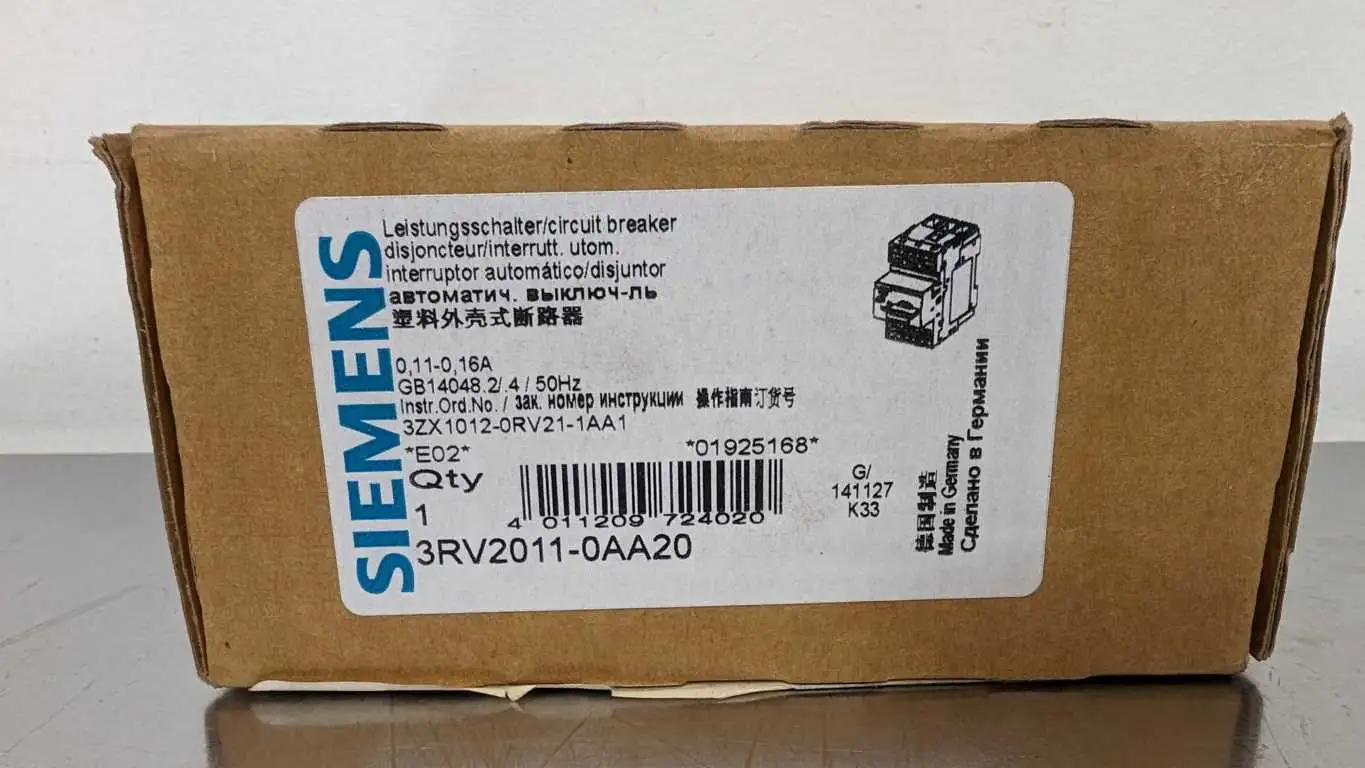 SIEMENS
Leistungsschalter/circuit breaker
disjoncteur/interrutt. utom.
interruptor automático/disjuntor
автоматич. выключ-ль
塑料外壳式断路器
0,11-0,16A
GB14048.2/.4 / 50Hz
Instr.Ord.No. / зак. номер инструкции 操作指南订货号
3ZX1012-0RV21-1AA1
*E02* *01925168*
Qty
1
4 011209 724020
3RV2011-0AA20
G/
141127
K33
德国制造
Made in Germany
Сделано в Германии